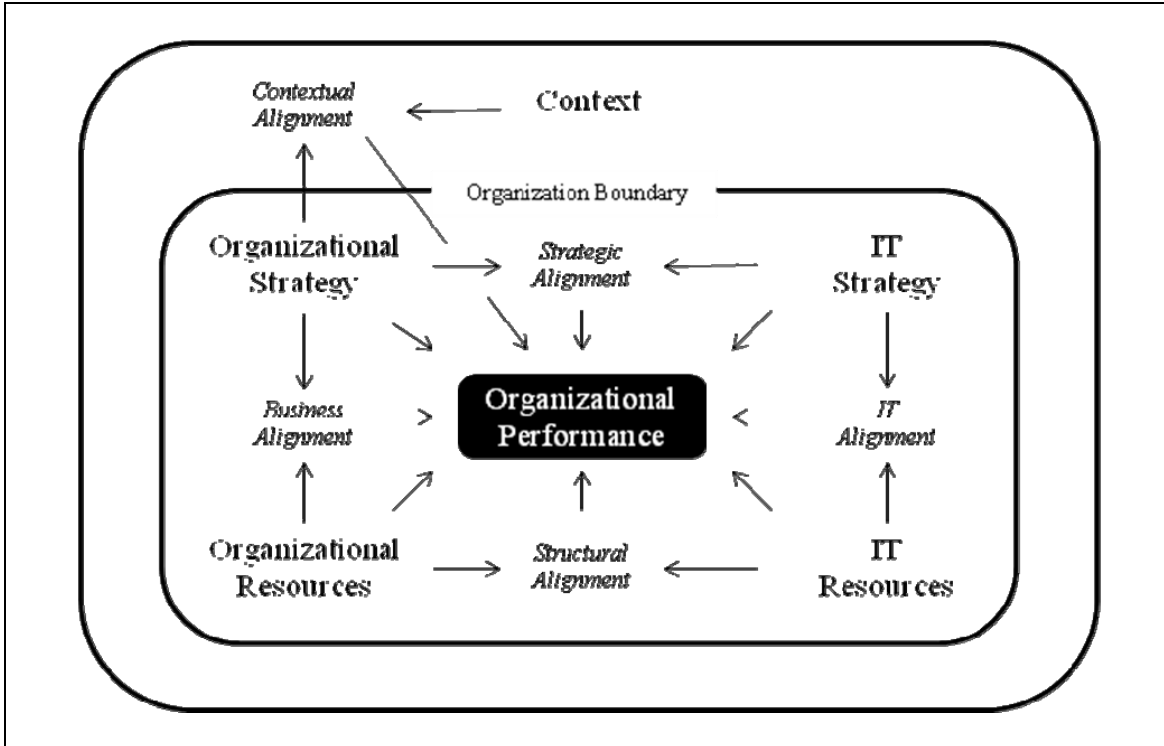 Contextual
Alignment
Context
Organization Boundary
Organizational
Strategy
Strategic
Alignment
IT
Strategy
Business
Alignment
Organizational
Performance
IT
Alignment
Organizational
Resources
Structural
Alignment
IT
Resources